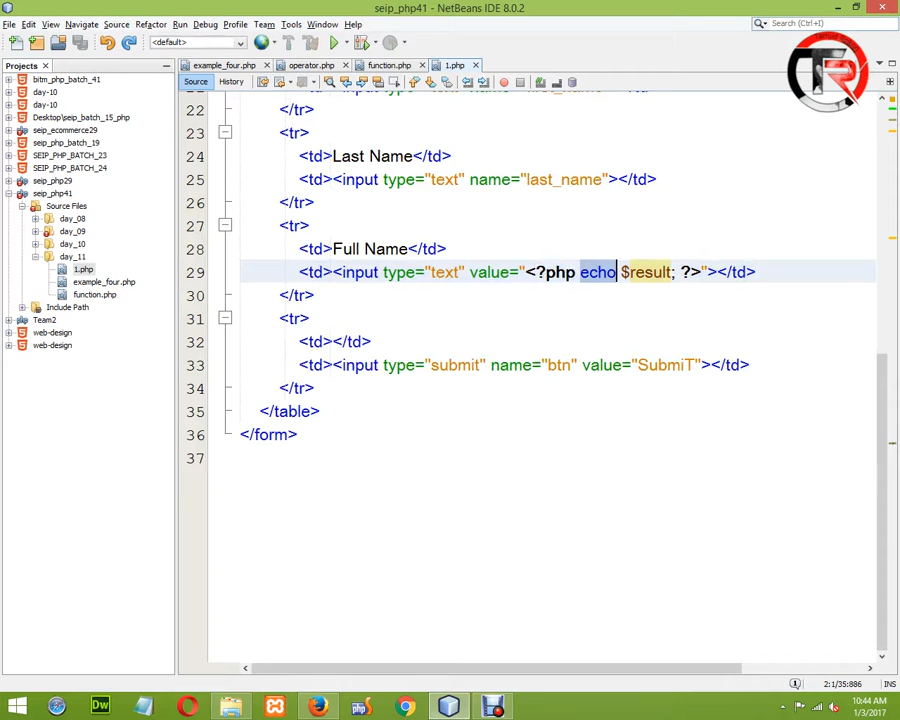 seip_php41 - NetBeans IDE 8.0.2
File Edit View Navigate Source Refactor Run Debug Profile Team Tools Window Help
Search (Ctrl+I)
<default>
TR
Projects
example_four.php operator.php function.php 1.php
Source History
bitm_php_batch_41
day-10
day-10
Desktop\seip_batch_15_php
seip_ecommerce29
seip_php_batch_19
SEIP_PHP_BATCH_23
SEIP_PHP_BATCH_24
seip_php29
seip_php41
Source Files
day_08
day_09
day_10
day_11
1.php
example_four.php
function.php
Include Path
Team2
web-design
web-design
22 </tr>
23 <tr>
24 <td>Last Name</td>
25 <td><input type="text" name="last_name"></td>
26 </tr>
27 <tr>
28 <td>Full Name</td>
29 <td><input type="text" value="<?php echo $result; ?>"></td>
30 </tr>
31 <tr>
32 <td></td>
33 <td><input type="submit" name="btn" value="SubmiT"></td>
34 </tr>
35 </table>
36 </form>
37
2:1/35:886 INS
Dw
10:44 AM
1/3/2017